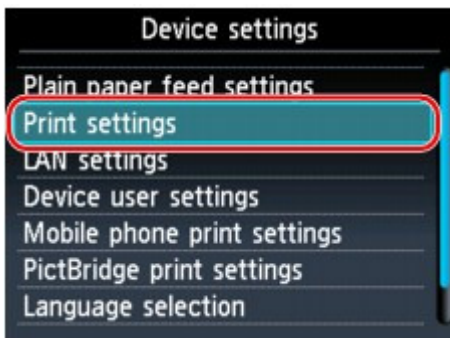 Device settings
Plain paper feed settings
Print settings
LAN settings
Device user settings
Mobile phone print settings
PictBridge print settings
Language selection